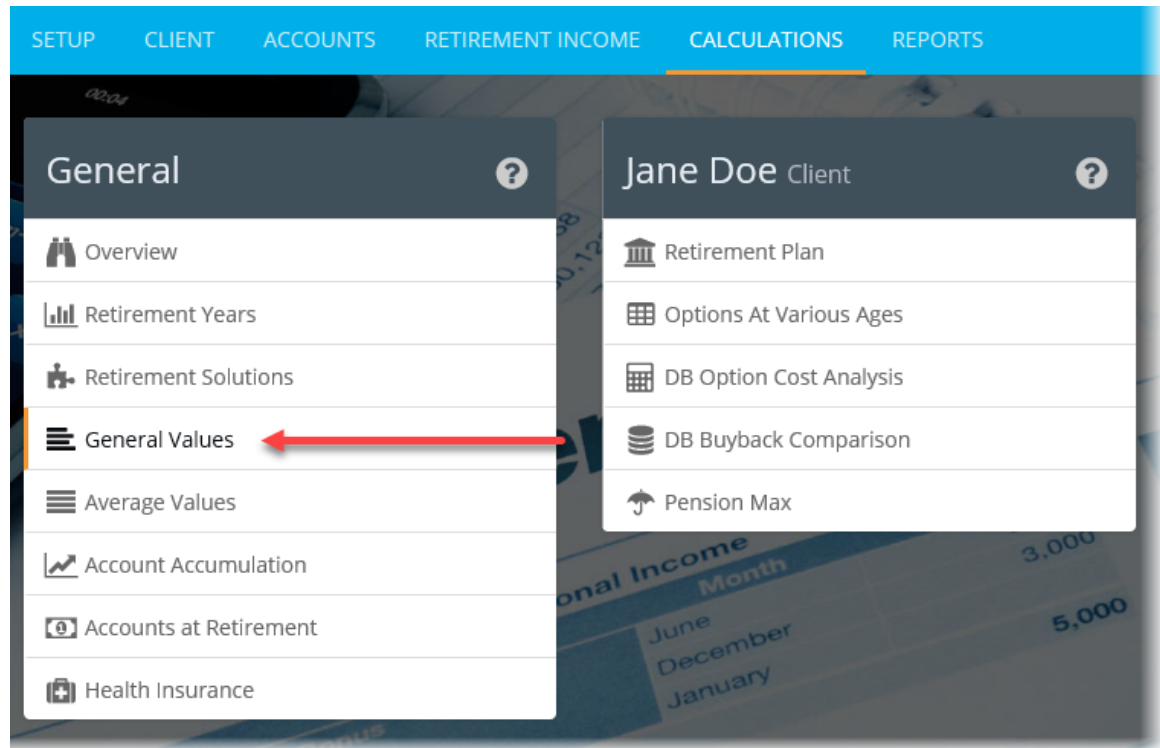 SETUP CLIENT ACCOUNTS RETIREMENT INCOME CALCULATIONS REPORTS
00:04
General
Overview
Retirement Years
Retirement Solutions
General Values
Average Values
Account Accumulation
Accounts at Retirement
Health Insurance
Jane Doe Client
Retirement Plan
Options At Various Ages
DB Option Cost Analysis
DB Buyback Comparison
Pension Max
onal Income
Month
3,000
June
December
5,000
January